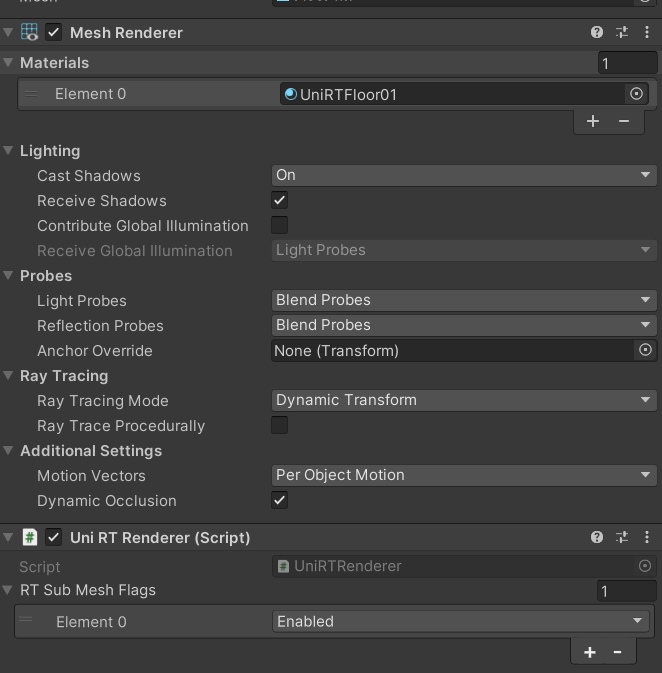 Mesh Renderer
Materials 1
Element 0 UniRTFloor01
+ −
Lighting
Cast Shadows On
Receive Shadows
Contribute Global Illumination
Receive Global Illumination Light Probes
Probes
Light Probes Blend Probes
Reflection Probes Blend Probes
Anchor Override None (Transform)
Ray Tracing
Ray Tracing Mode Dynamic Transform
Ray Trace Procedurally
Additional Settings
Motion Vectors Per Object Motion
Dynamic Occlusion
# Uni RT Renderer (Script)
Script # UniRTRenderer
RT Sub Mesh Flags 1
Element 0 Enabled
+ -